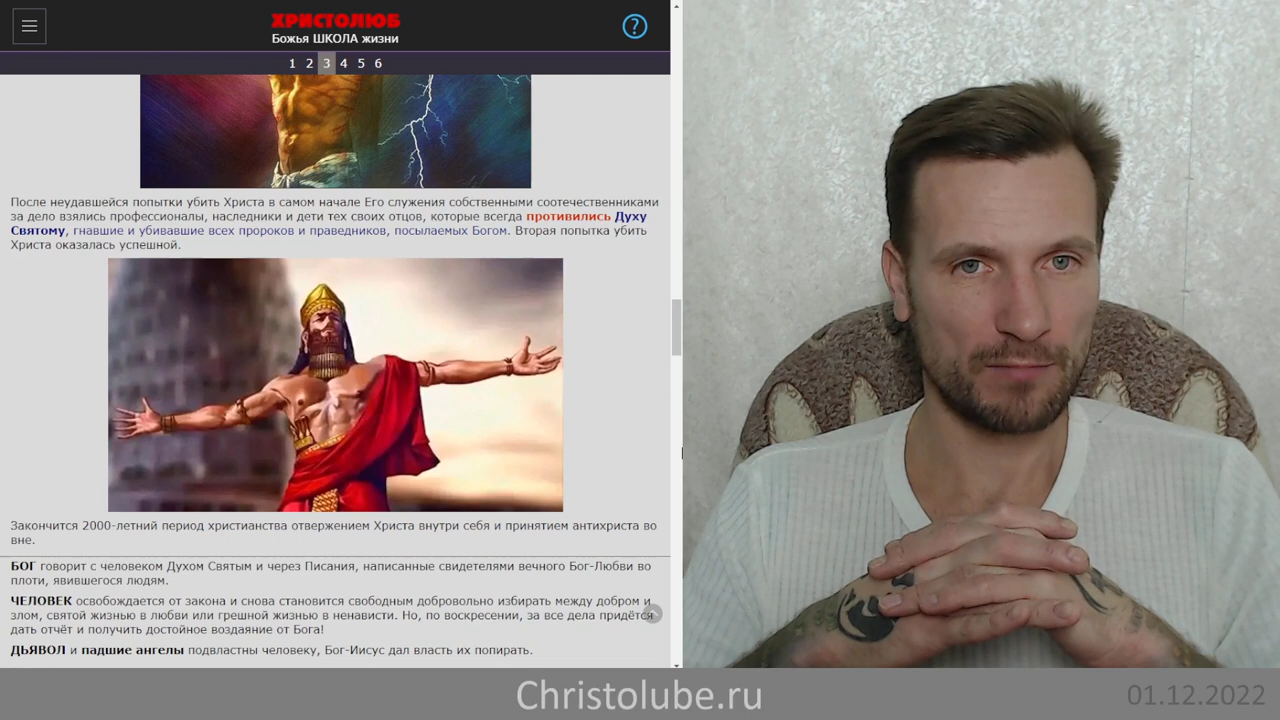 ХРИСТОЛЮБ
Божья ШКОЛА жизни
?
1 2 3 4 5 6
После неудавшейся попытки убить Христа в самом начале Его служения собственными соотечественниками
за дело взялись профессионалы, наследники и дети тех своих отцов, которые всегда противились Духу
Святому, гнавшие и убивавшие всех пророков и праведников, посылаемых Богом. Вторая попытка убить
Христа оказалась успешной.
Закончится 2000-летний период христианства отвержением Христа внутри себя и принятием антихриста во
вне.
БОГ говорит с человеком Духом Святым и через Писания, написанные свидетелями вечного Бог-Любви во
плоти, явившегося людям.
ЧЕЛОВЕК освобождается от закона и снова становится свободным добровольно избирать между добром и
злом, святой жизнью в любви или грешной жизнью в ненависти. Но, по воскресении, за все дела придётся
дать отчёт и получить достойное воздаяние от Бога!
ДЬЯВОЛ и падшие ангелы подвластны человеку, Бог-Иисус дал власть их попирать.
Christolube.ru
01.12.2022